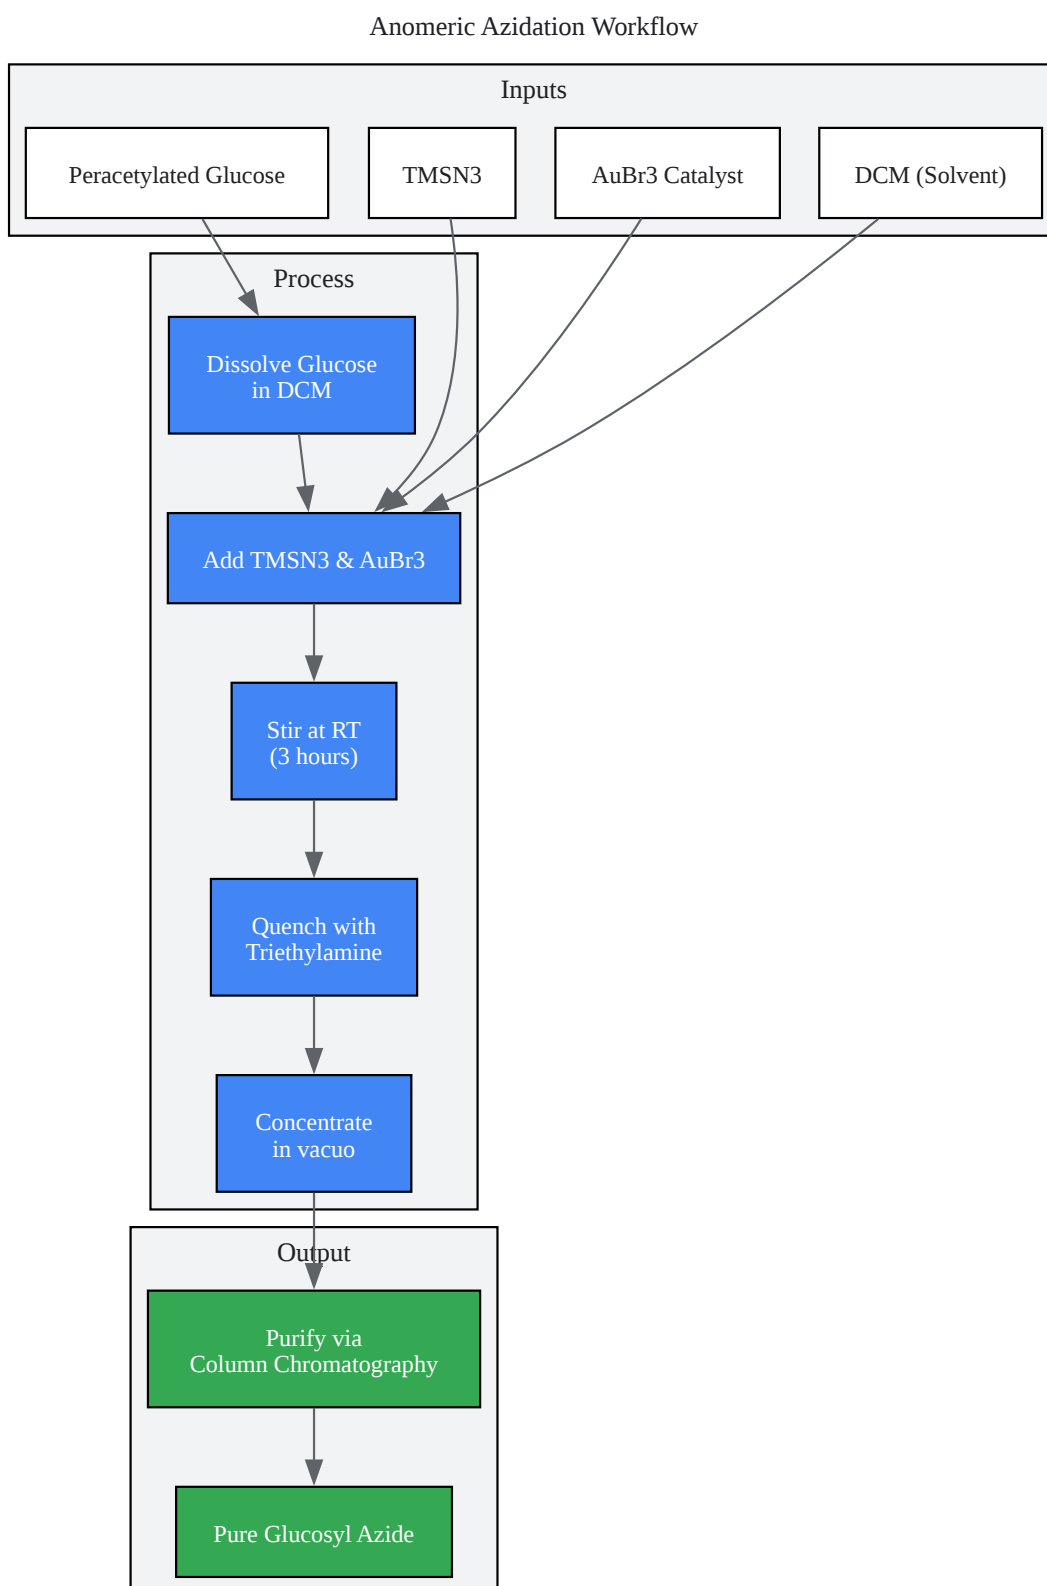 Anomeric Azidation Workflow
Inputs
Peracetylated Glucose
TMSN3
AuBr3 Catalyst
DCM (Solvent)
Process
Dissolve Glucose
in DCM
Add TMSN3 & AuBr3
Stir at RT
(3 hours)
Quench with
Triethylamine
Concentrate
in vacuo
Output
Purify via
Column Chromatography
Pure Glucosyl Azide